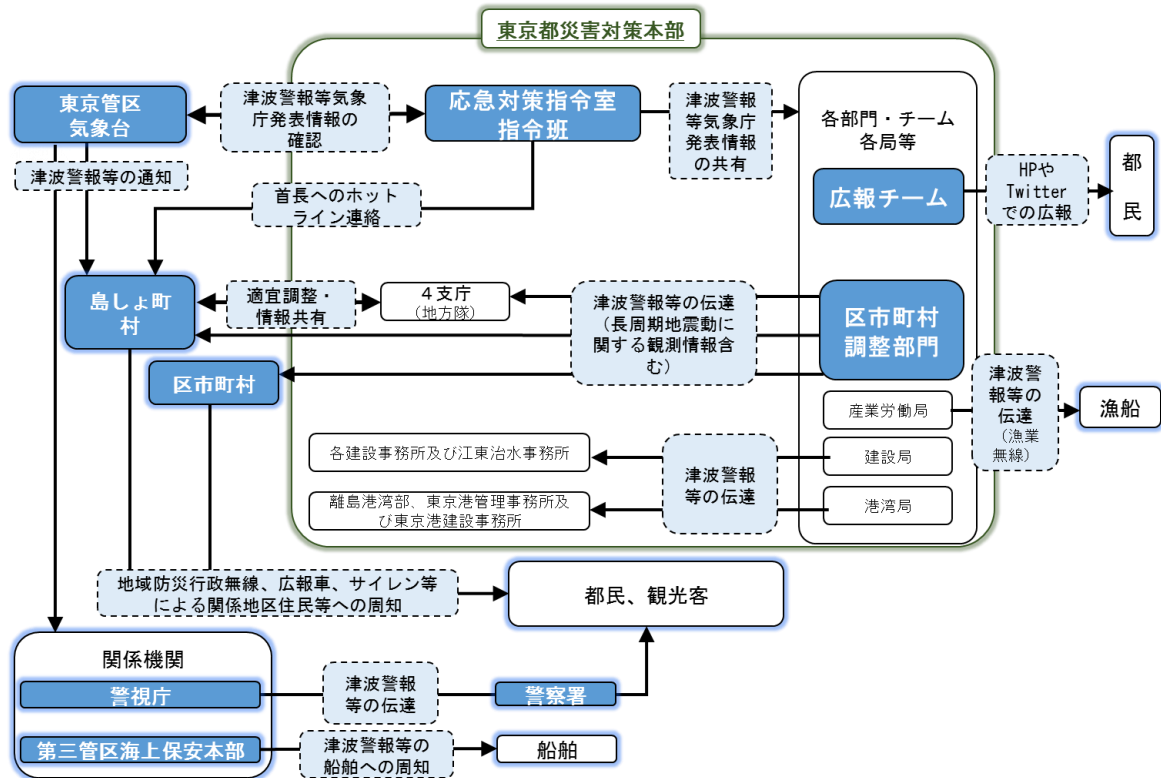 東京都災害対策本部
東京管区
気象台
津波警報等気象
庁発表情報の
確認
応急対策指令室
指令班
津波警報
等気象庁
発表情報
の共有
各部門・チーム
各局等
津波警報等の通知
首長へのホット
ライン連絡
広報チーム
HPや
Twitter
での広報
都
民
島しょ町
村
適宜調整・
情報共有
４支庁
(地方隊)
津波警報等の伝達
（長周期地震動に
関する観測情報含
む）
区市町村
調整部門
区市町村
産業労働局
津波警
報等の
伝達
（漁業
無線）
漁船
各建設事務所及び江東治水事務所
津波警報
等の伝達
建設局
離島港湾部、東京港管理事務所及
び東京港建設事務所
港湾局
地域防災行政無線、広報車、サイレン等
による関係地区住民等への周知
都民、観光客
関係機関
警視庁
津波警報
等の伝達
警察署
第三管区海上保安本部
津波警報等の
船舶への周知
船舶